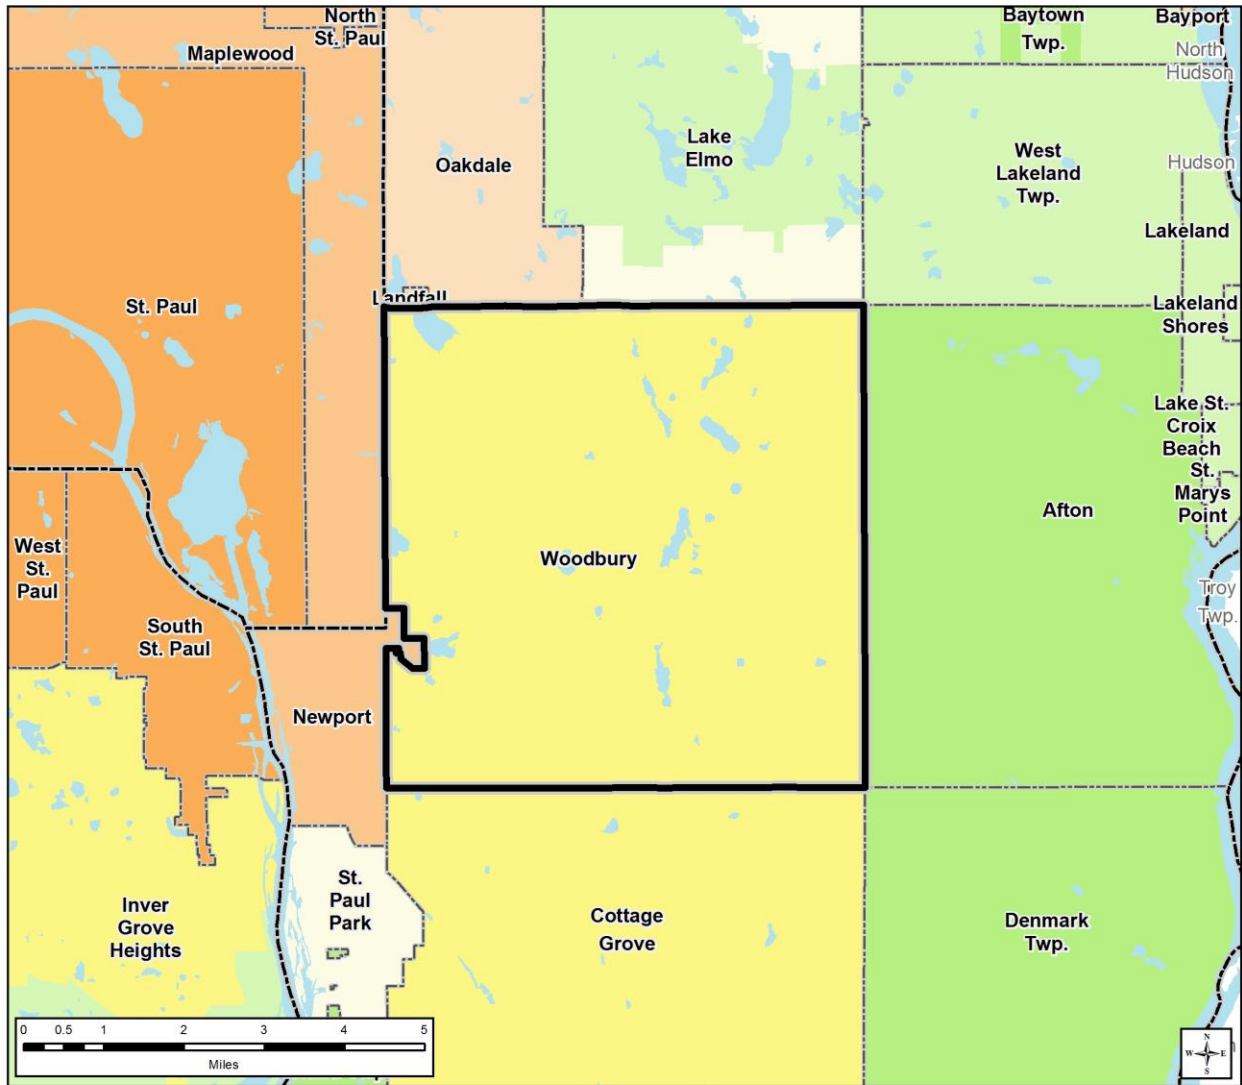 North
St. Paul
Maplewood
Baytown
Twp.
Bayport
North
Hudson
Oakdale
Lake
Elmo
West
Lakeland
Twp.
Hudson
Lakeland
St. Paul
Landfall
Lakeland
Shores
Lake St.
Croix
Beach
St.
Marys
Point
Afton
West
St.
Paul
Woodbury
Troy
Twp.
South
St. Paul
Newport
St.
Paul
Park
Inver
Grove
Heights
Cottage
Grove
Denmark
Twp.
0 0.5 1 2 3 4 5
Miles
N
W E
S